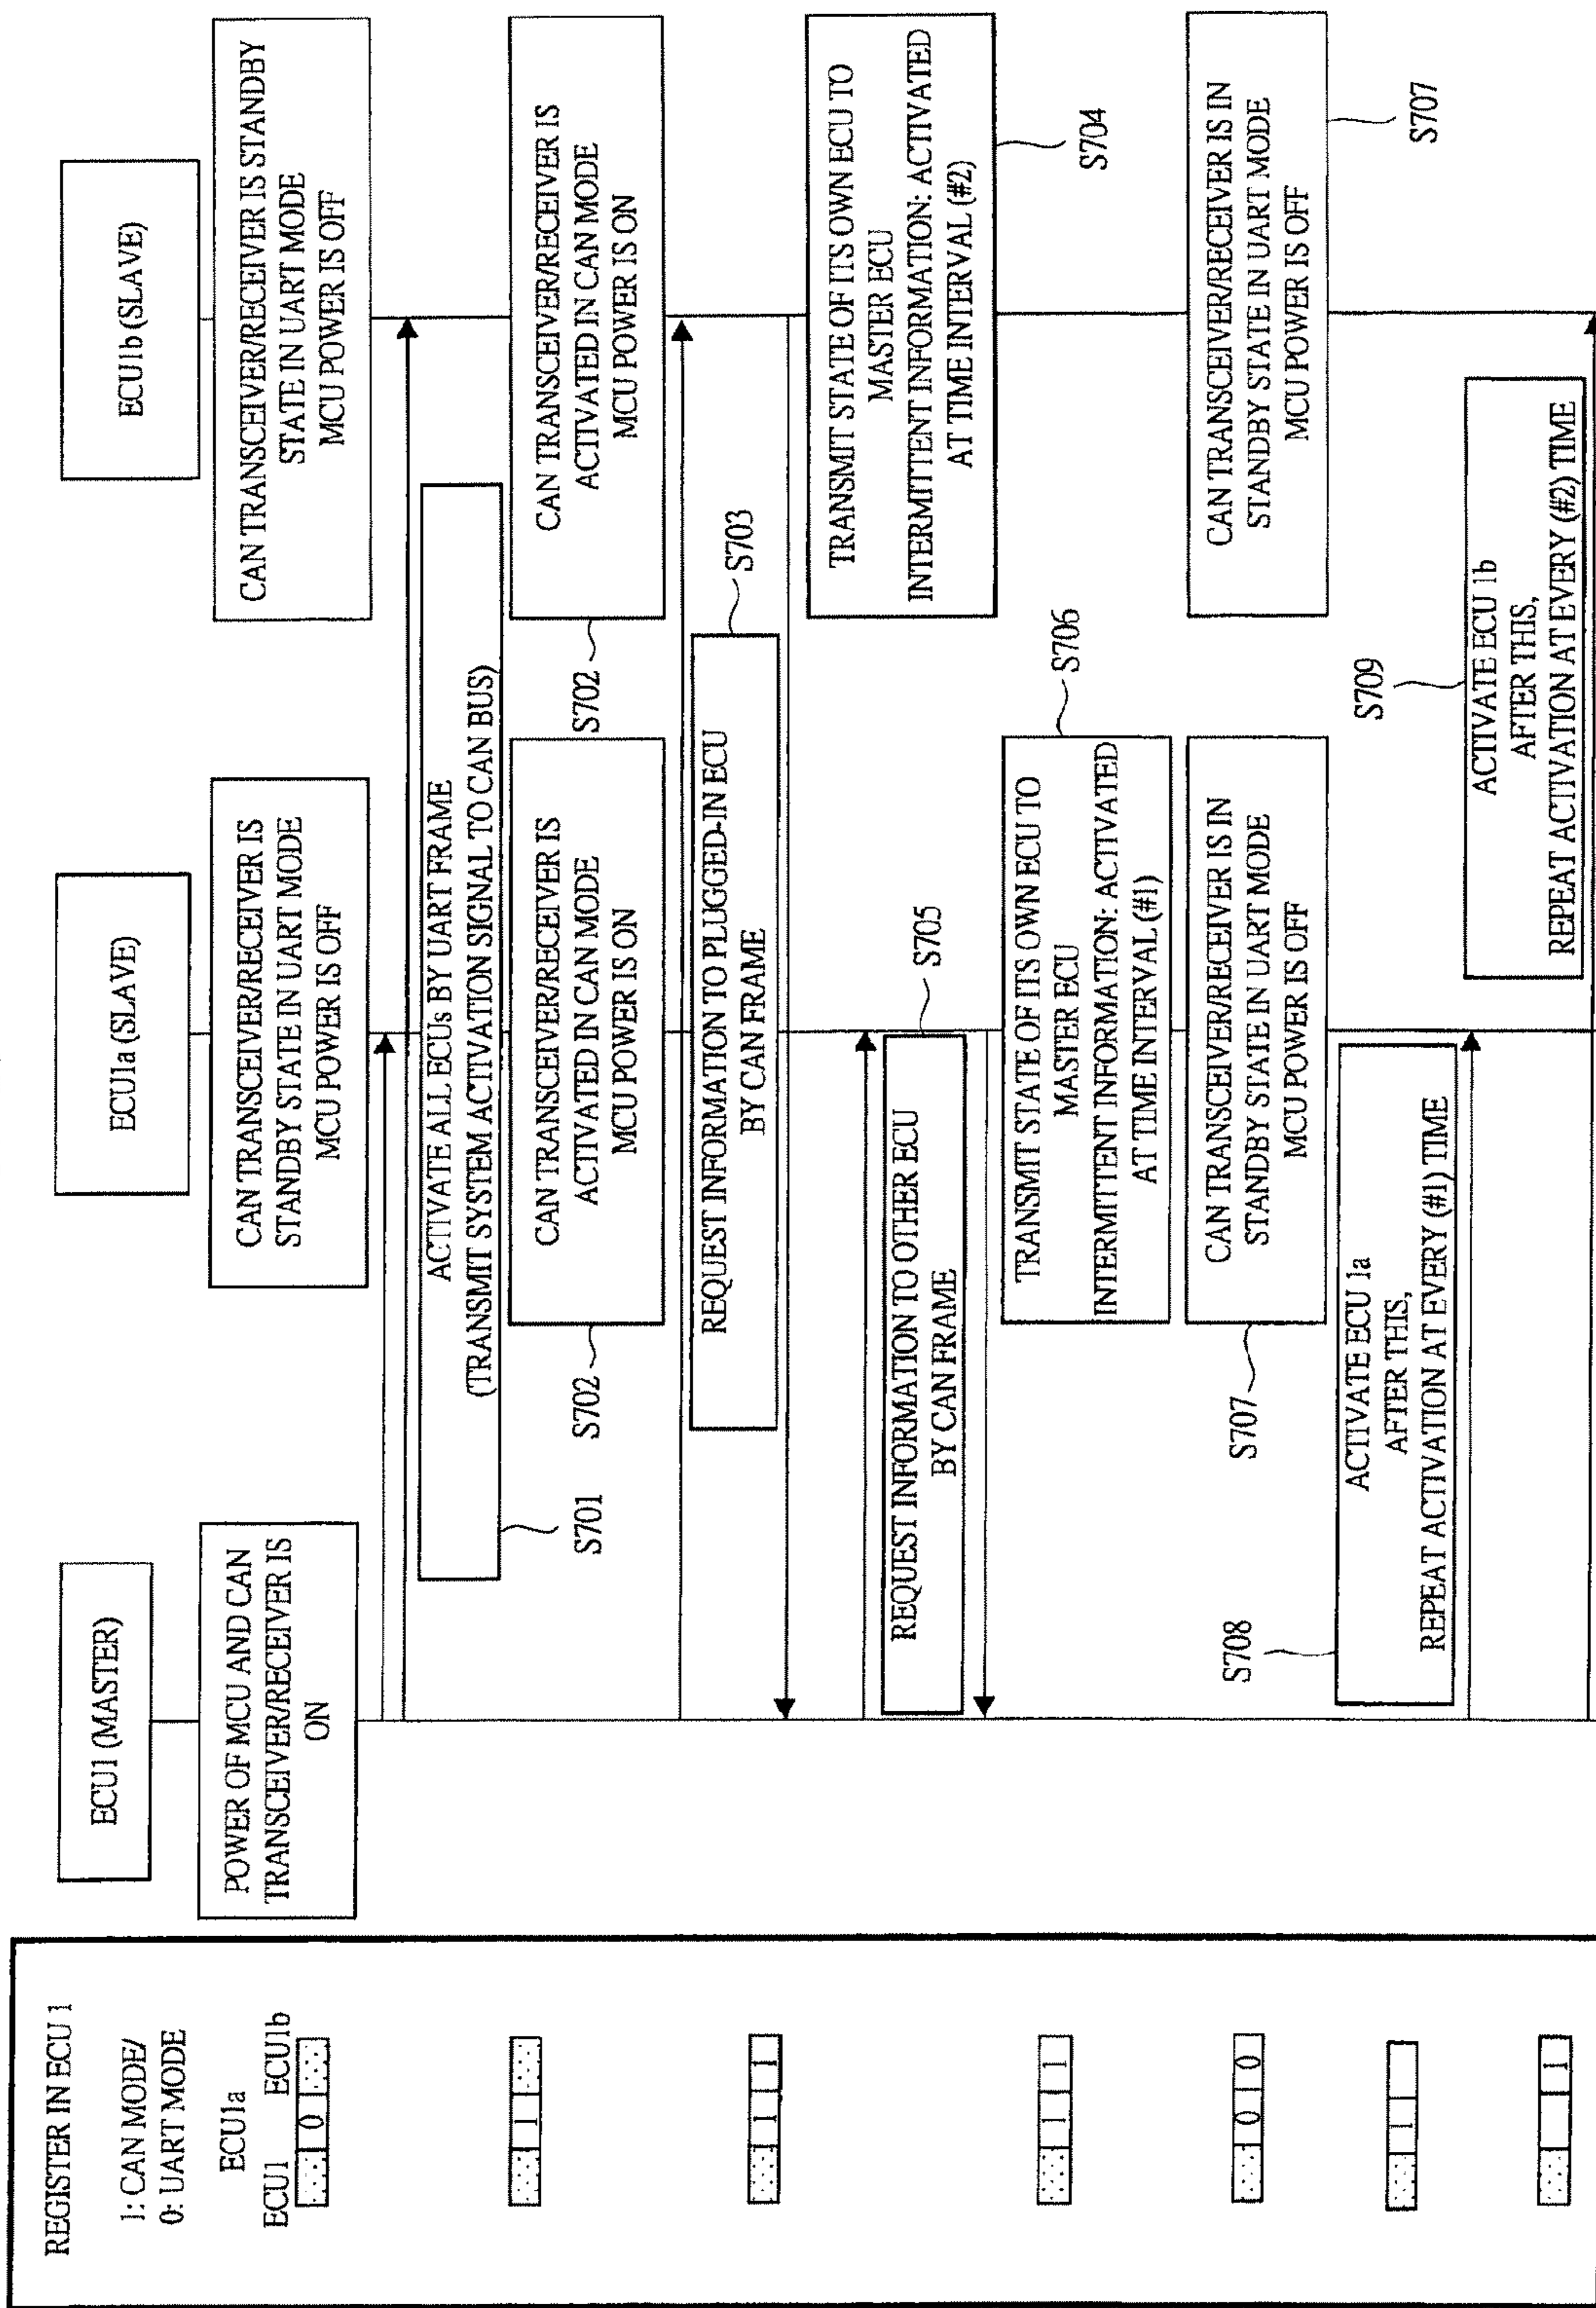 REGISTER IN ECU 1
1: CAN MODE/
0: UART MODE
ECU1a
ECU1 ECU1b
0
1
1 1
1 1
0 0
1
1
ECU1 (MASTER)
POWER OF MCU AND CAN
TRANSCEIVER/RECEIVER IS
ON
ECU1a (SLAVE)
CAN TRANSCEIVER/RECEIVER IS
STANDBY STATE IN UART MODE
MCU POWER IS OFF
ECU1b (SLAVE)
CAN TRANSCEIVER/RECEIVER IS STANDBY
STATE IN UART MODE
MCU POWER IS OFF
ACTIVATE ALL ECUs BY UART FRAME
(TRANSMIT SYSTEM ACTIVATION SIGNAL TO CAN BUS)
S701
CAN TRANSCEIVER/RECEIVER IS
ACTIVATED IN CAN MODE
MCU POWER IS ON
S702
CAN TRANSCEIVER/RECEIVER IS
ACTIVATED IN CAN MODE
MCU POWER IS ON
S702
REQUEST INFORMATION TO PLUGGED-IN ECU
BY CAN FRAME
S703
TRANSMIT STATE OF ITS OWN ECU TO
MASTER ECU
INTERMITTENT INFORMATION: ACTIVATED
AT TIME INTERVAL (#2)
S704
REQUEST INFORMATION TO OTHER ECU
BY CAN FRAME
S705
TRANSMIT STATE OF ITS OWN ECU TO
MASTER ECU
INTERMITTENT INFORMATION: ACTIVATED
AT TIME INTERVAL (#1)
S706
CAN TRANSCEIVER/RECEIVER IS IN
STANDBY STATE IN UART MODE
MCU POWER IS OFF
S707
CAN TRANSCEIVER/RECEIVER IS IN
STANDBY STATE IN UART MODE
MCU POWER IS OFF
S707
S708
ACTIVATE ECU 1a
AFTER THIS,
REPEAT ACTIVATION AT EVERY (#1) TIME
S709
ACTIVATE ECU 1b
AFTER THIS,
REPEAT ACTIVATION AT EVERY (#2) TIME